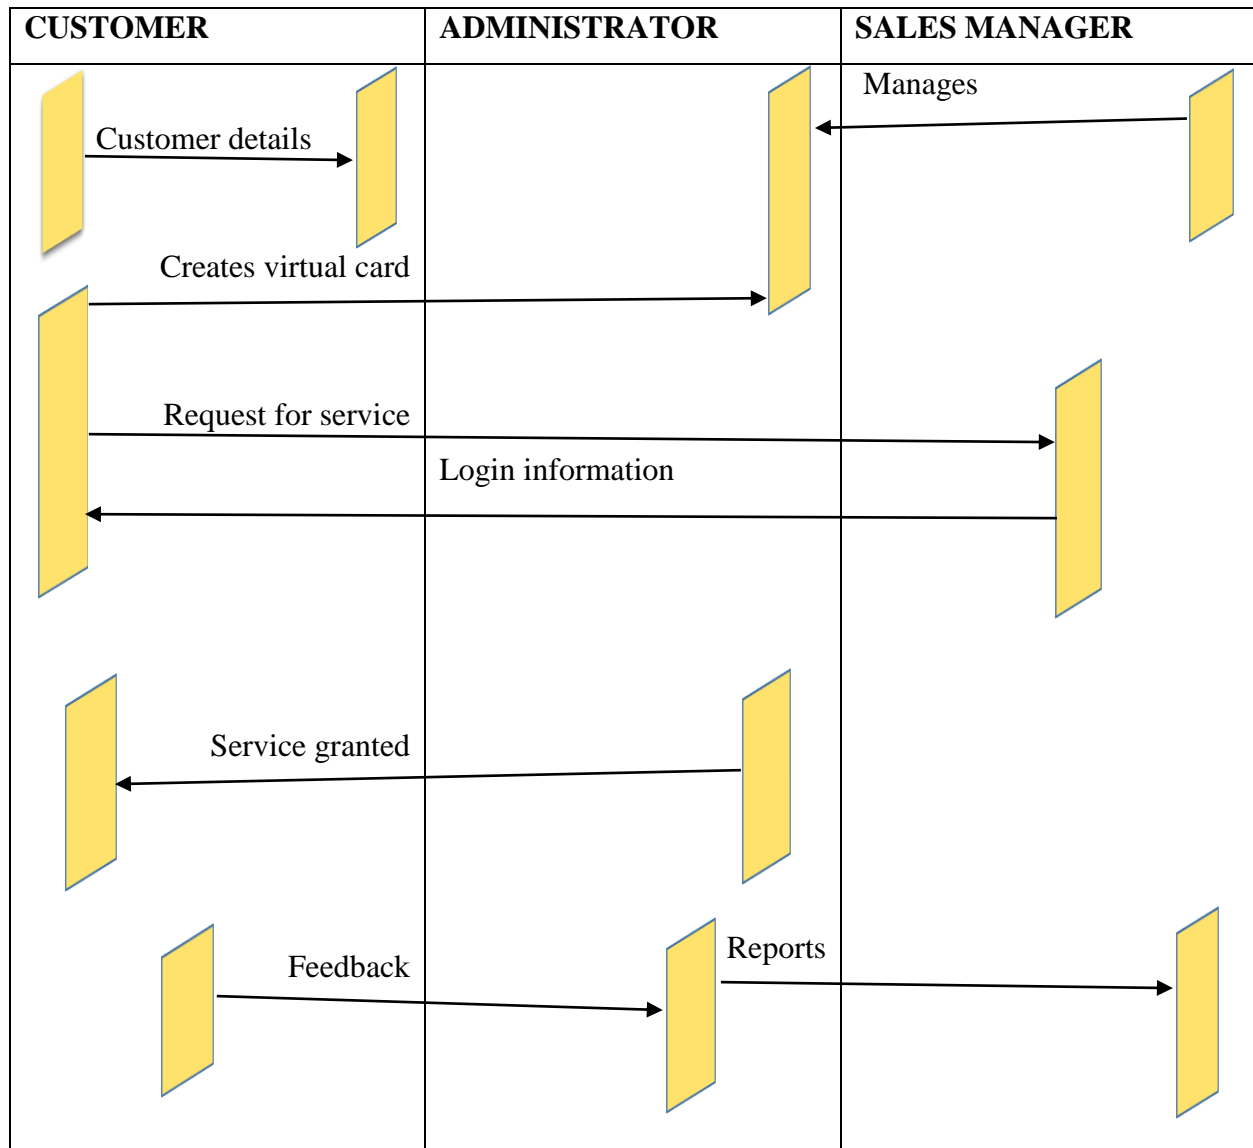 CUSTOMER
ADMINISTRATOR
SALES MANAGER
Manages
Customer details
Creates virtual card
Request for service
Login information
Service granted
Feedback
Reports